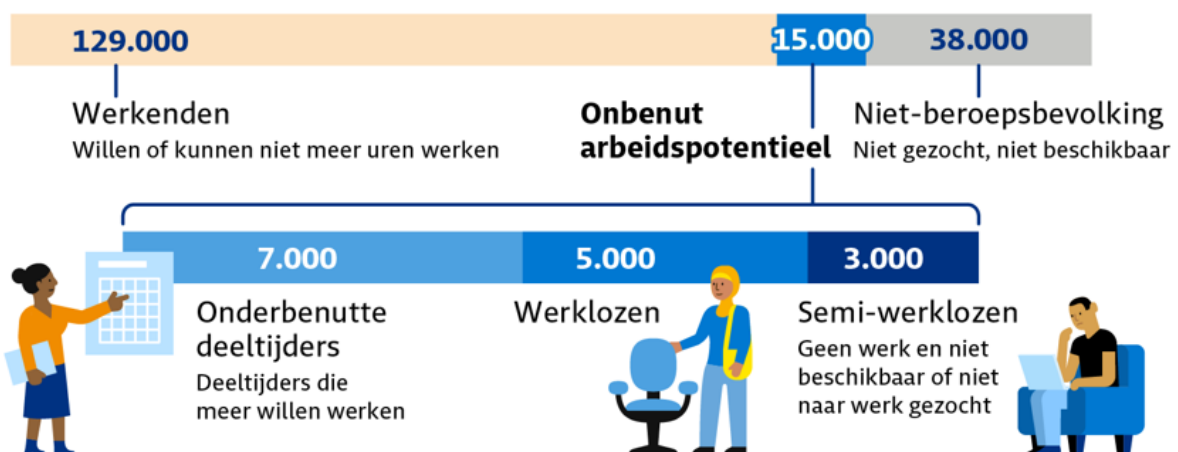 129.000
15.000
38.000
Werkenden
Willen of kunnen niet meer uren werken
Onbenut
arbeidspotentieel
Niet-beroepsbevolking
Niet gezocht, niet beschikbaar
7.000
5.000
3.000
Onderbenutte
deeltijders
Deeltijders die
meer willen werken
Werklozen
Semi-werklozen
Geen werk en niet
beschikbaar of niet
naar werk gezocht